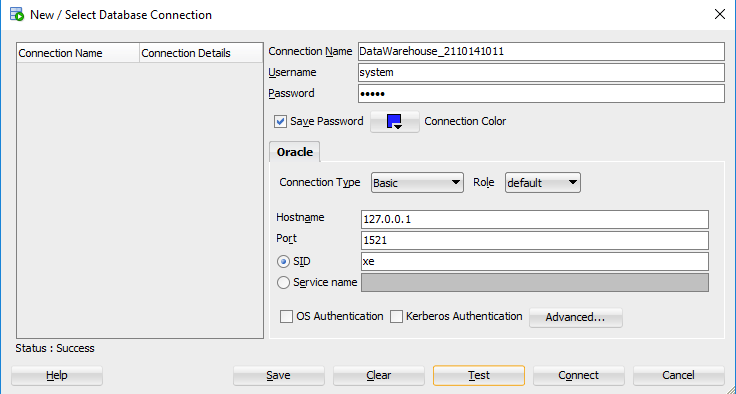 New / Select Database Connection
Connection Name Connection Details
Connection Name DataWarehouse_2110141011
Username system
Password •••••
Save Password Connection Color
Oracle
Connection Type Basic Role default
Hostname 127.0.0.1
Port 1521
SID xe
Service name
OS Authentication Kerberos Authentication Advanced...
Status : Success
Help Save Clear Test Connect Cancel